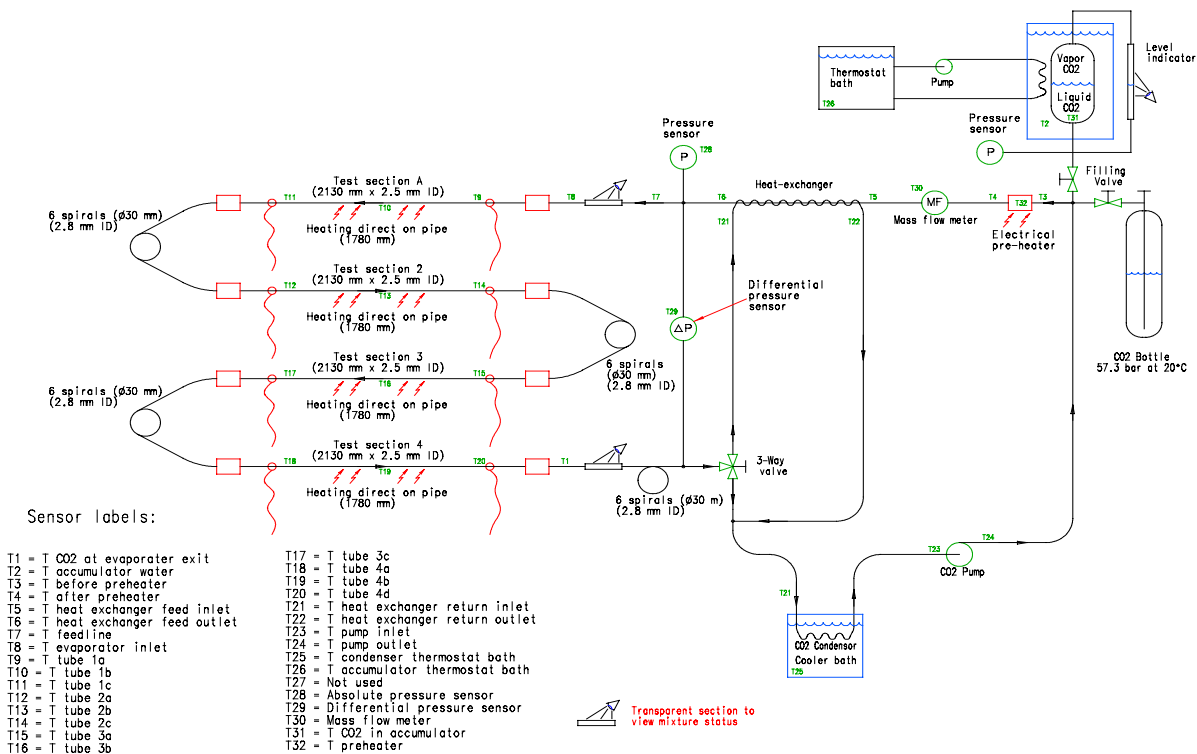 Level
indicator
Vapor
CO2
Liquid
CO2
T31
T2
Thermostat
bath
T26
Pump
Pressure
sensor
P
T28
Pressure
sensor
P
Filling
Valve
Test section A
(2130 mm x 2.5 mm ID)
T11
T10
T9
T8
T7
T6
Heat-exchanger
T5
T30
MF
Mass flow meter
T4
T32
T3
Electrical
pre-heater
T21
T22
Heating direct on pipe
(1780 mm)
6 spirals (Ø30 mm)
(2.8 mm ID)
Test section 2
(2130 mm x 2.5 mm ID)
T12
T13
T14
Heating direct on pipe
(1780 mm)
Differential
pressure
sensor
T29
△P
CO2 Bottle
57.3 bar at 20°C
Test section 3
(2130 mm x 2.5 mm ID)
T17
T16
T15
Heating direct on pipe
(1780 mm)
6 spirals
(Ø30 mm)
(2.8 mm ID)
6 spirals (Ø30 mm)
(2.8 mm ID)
Test section 4
(2130 mm x 2.5 mm ID)
T18
T19
T20
T1
Heating direct on pipe
(1780 mm)
6 spirals (Ø30 m)
(2.8 mm ID)
3-Way
valve
T23
T24
CO2 Pump
T21
CO2 Condensor
Cooler bath
T25
Sensor labels:
T1 = T CO2 at evaporater exit
T2 = T accumulator water
T3 = T before preheater
T4 = T after preheater
T5 = T heat exchanger feed inlet
T6 = T heat exchanger feed outlet
T7 = T feedline
T8 = T evaporator inlet
T9 = T tube 1a
T10 = T tube 1b
T11 = T tube 1c
T12 = T tube 2a
T13 = T tube 2b
T14 = T tube 2c
T15 = T tube 3a
T16 = T tube 3b
T17 = T tube 3c
T18 = T tube 4a
T19 = T tube 4b
T20 = T tube 4d
T21 = T heat exchanger return inlet
T22 = T heat exchanger return outlet
T23 = T pump inlet
T24 = T pump outlet
T25 = T condenser thermostat bath
T26 = T accumulator thermostat bath
T27 = Not used
T28 = Absolute pressure sensor
T29 = Differential pressure sensor
T30 = Mass flow meter
T31 = T CO2 in accumulator
T32 = T preheater
Transparent section to
view mixture status